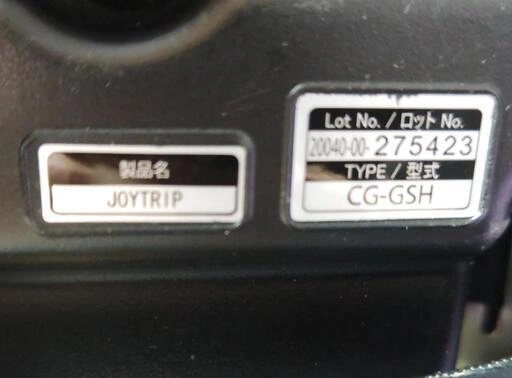 製品名
JOYTRIP
Lot No. / ロット No.
20040-00-275423
TYPE / 型式
CG-GSH